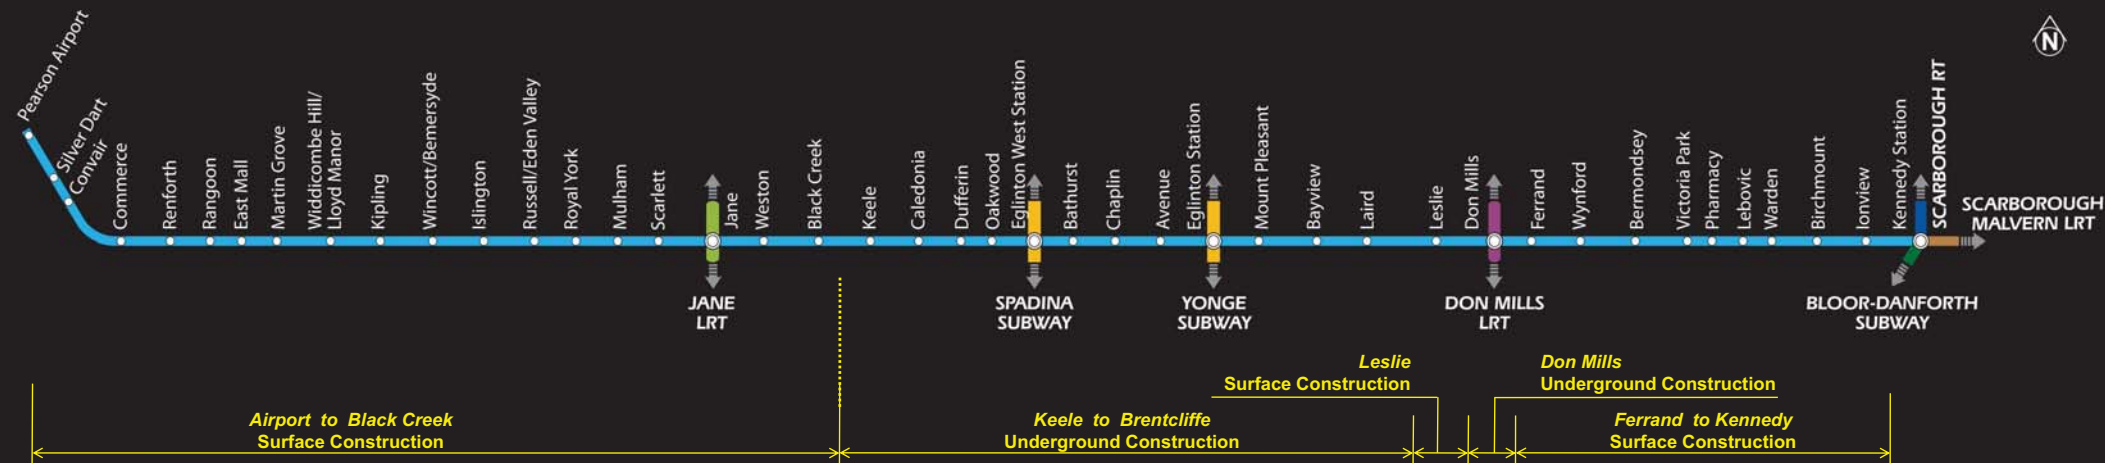 Pearson Airport
Silver Dart
Convair
Commerce
Renforth
Rangoon
East Mall
Martin Grove
Widdicombe Hill/
Lloyd Manor
Kipling
Wincott/Bemersyde
Islington
Russell/Eden Valley
Royal York
Mulham
Scarlett
Jane
Weston
Black Creek
Keele
Caledonia
Dufferin
Oakwood
Eglinton West Station
Bathurst
Chaplin
Avenue
Eglinton Station
Mount Pleasant
Bayview
Laird
Leslie
Don Mills
Ferrand
Wynford
Bermondsey
Victoria Park
Pharmacy
Lebovic
Warden
Birchmount
Ionview
Kennedy Station
SCARBOROUGH RT
N
SCARBOROUGH
MALVERN LRT
JANE
LRT
SPADINA
SUBWAY
YONGE
SUBWAY
DON MILLS
LRT
BLOOR-DANFORTH
SUBWAY
Airport to Black Creek
Surface Construction
Keele to Brentcliffe
Underground Construction
Leslie
Surface Construction
Don Mills
Underground Construction
Ferrand to Kennedy
Surface Construction